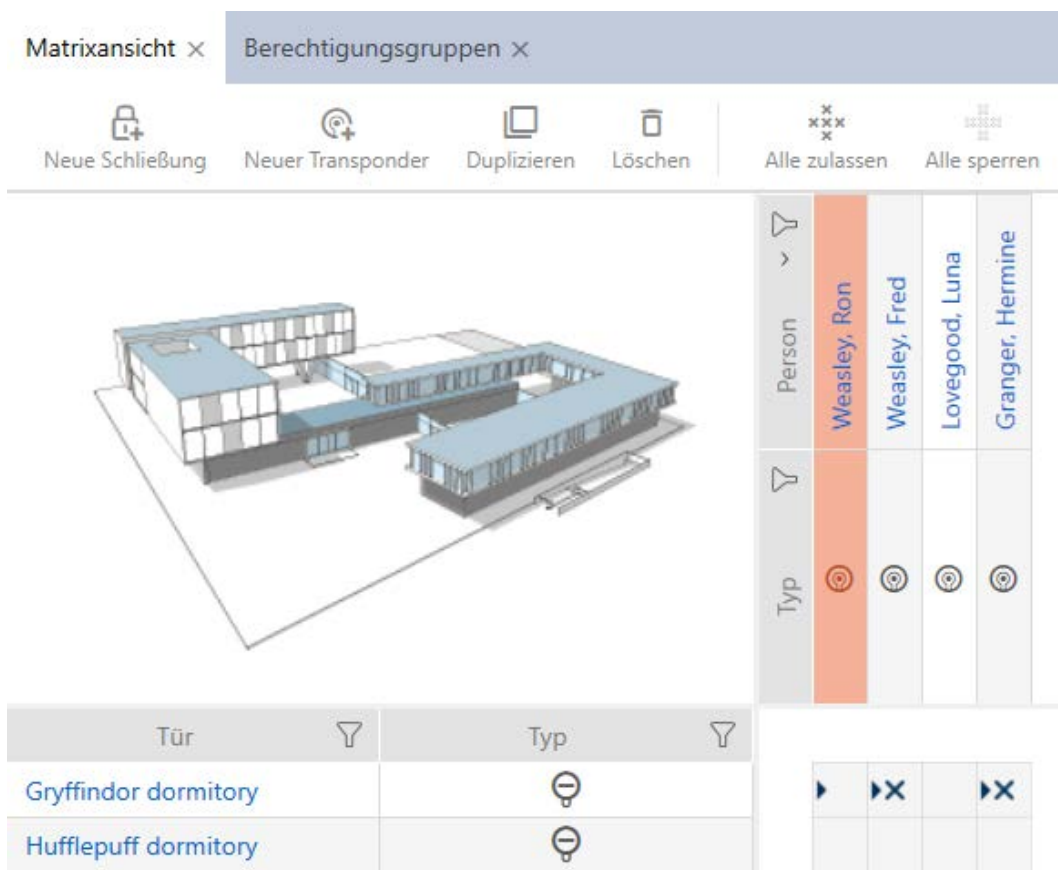 Matrixansicht × Berechtigungsgruppen ×
Neue Schließung Neuer Transponder Duplizieren Löschen Alle zulassen Alle sperren
Person
Weasley, Ron
Weasley, Fred
Lovegood, Luna
Granger, Hermine
Typ
Tür Typ
Gryffindor dormitory
Hufflepuff dormitory